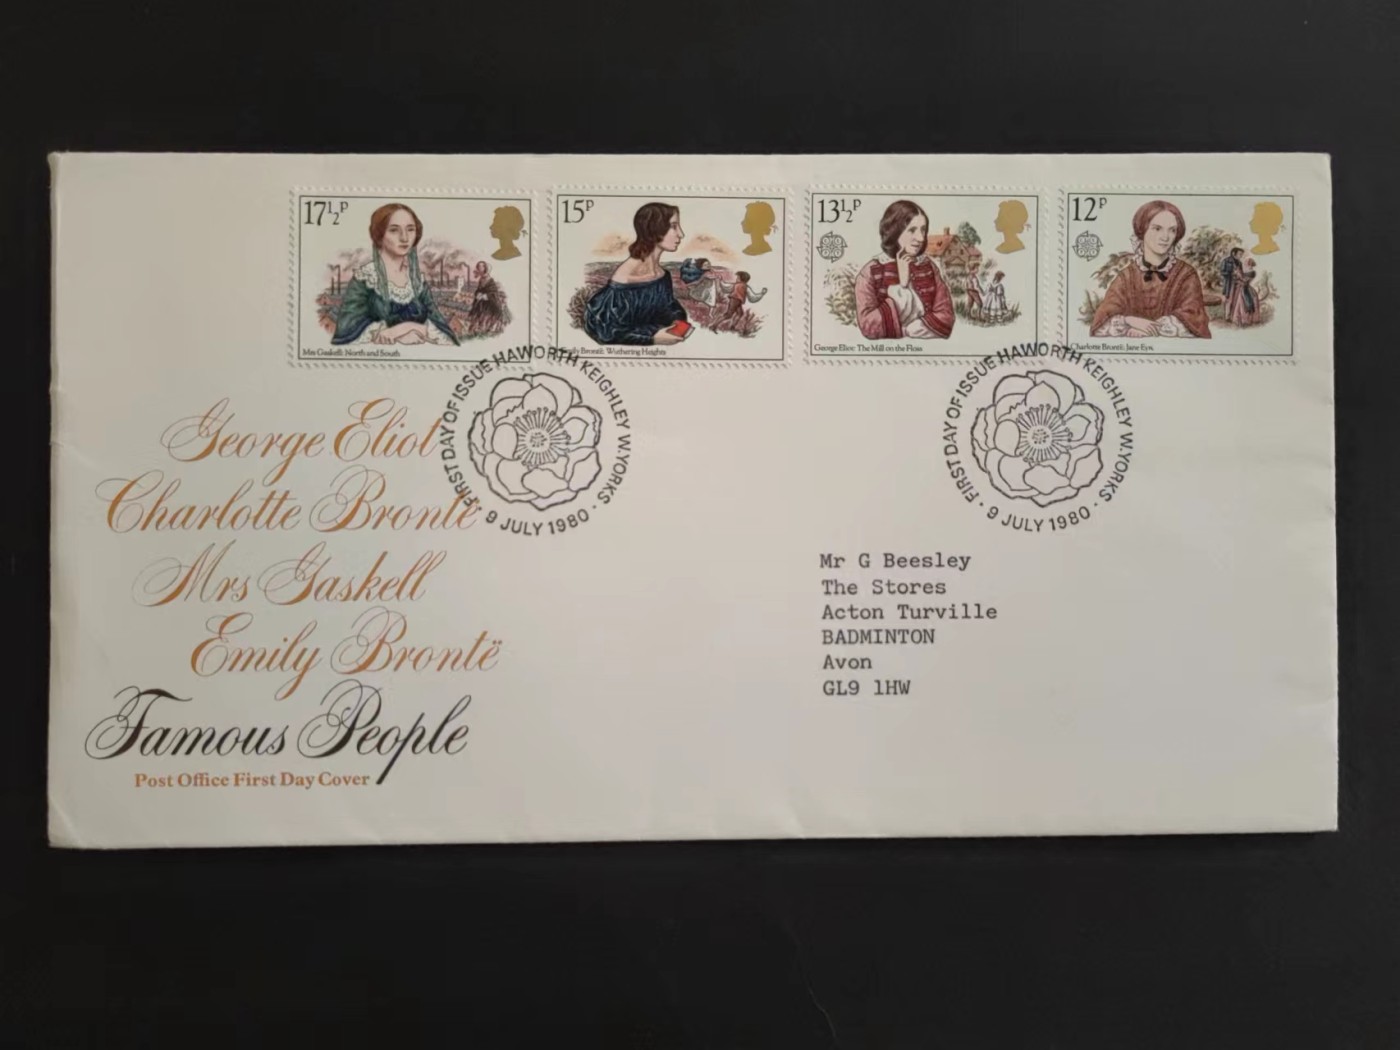 17½P
Mrs Gaskell: North and South
15P
Emily Brontë: Wuthering Heights
13½P
George Eliot: The Mill on the Floss
12P
Charlotte Brontë: Jane Eyre
FIRST DAY OF ISSUE HAWORTH KEIGHLEY W.YORKS
· 9 JULY 1980 ·
FIRST DAY OF ISSUE HAWORTH KEIGHLEY W.YORKS
· 9 JULY 1980 ·
George Eliot
Charlotte Brontë
Mrs Gaskell
Emily Brontë
Famous People
Post Office First Day Cover
Mr G Beesley
The Stores
Acton Turville
BADMINTON
Avon
GL9 1HW